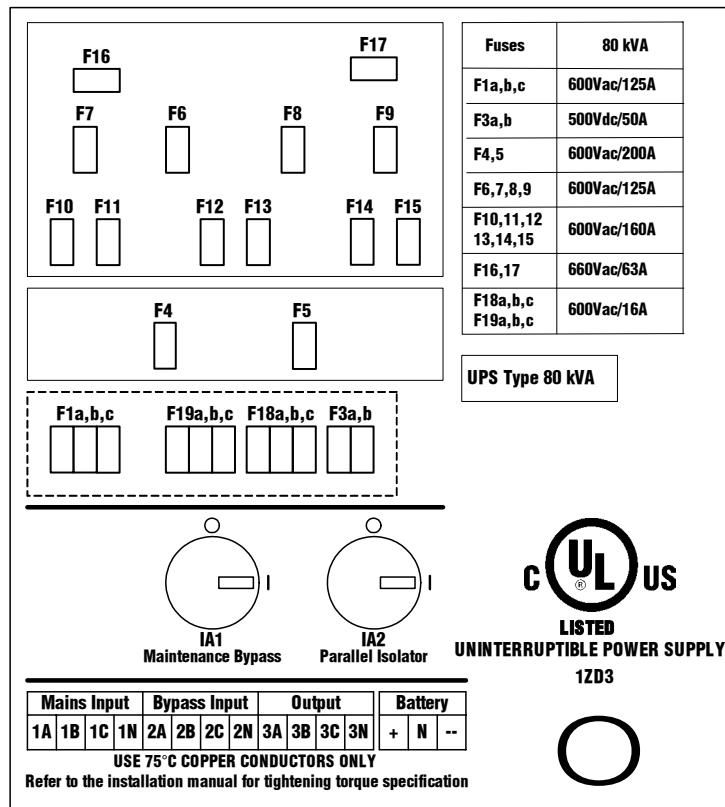 F16 F17
F7 F6 F8 F9
F10 F11 F12 F13 F14 F15
F4 F5
F1a,b,c F19a,b,c F18a,b,c F3a,b
Fuses 80 kVA
F1a,b,c 600Vac/125A
F3a,b 500Vdc/50A
F4,5 600Vac/200A
F6,7,8,9 600Vac/125A
F10,11,12
13,14,15 600Vac/160A
F16,17 660Vac/63A
F18a,b,c
F19a,b,c 600Vac/16A
UPS Type 80 kVA
O O
I I
IA1 IA2
Maintenance Bypass Parallel Isolator
C UL ® US
LISTED
UNINTERRUPTIBLE POWER SUPPLY
1ZD3
Mains Input Bypass Input Output Battery
1A 1B 1C 1N 2A 2B 2C 2N 3A 3B 3C 3N + N --
USE 75°C COPPER CONDUCTORS ONLY
Refer to the installation manual for tightening torque specification